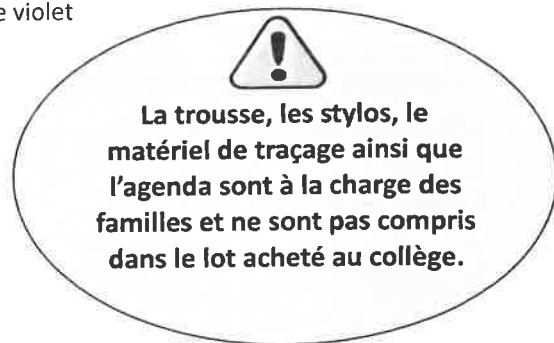 e violet
La trousse, les stylos, le
matériel de traçage ainsi que
l'agenda sont à la charge des
familles et ne sont pas compris
dans le lot acheté au collège.